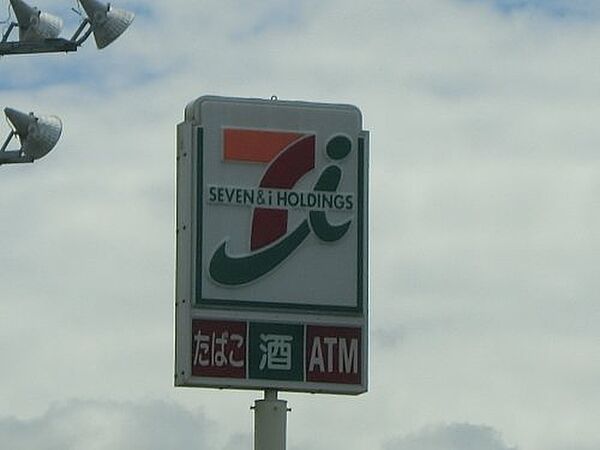 SEVEN & i HOLDINGS
たばこ 酒 ATM